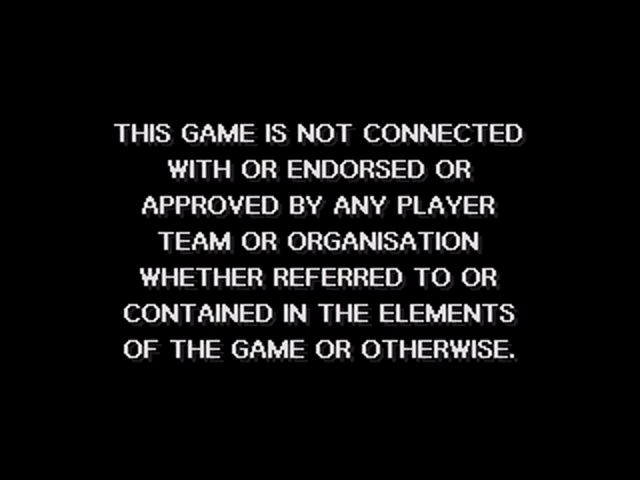 THIS GAME IS NOT CONNECTED
WITH OR ENDORSED OR
APPROVED BY ANY PLAYER
TEAM OR ORGANISATION
WHETHER REFERRED TO OR
CONTAINED IN THE ELEMENTS
OF THE GAME OR OTHERWISE.